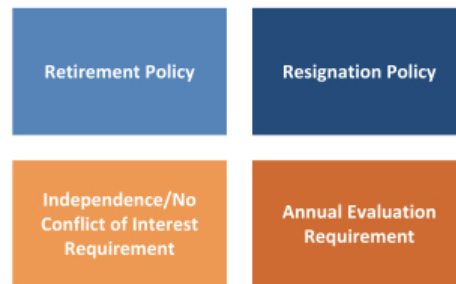 Retirement Policy
Resignation Policy
Independence/No
Conflict of Interest
Requirement
Annual Evaluation
Requirement